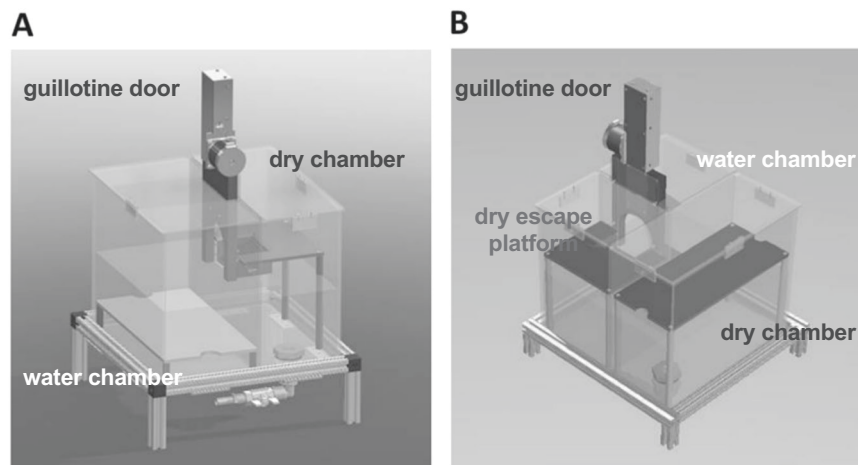 A
B
guillotine door
dry chamber
water chamber
guillotine door
water chamber
dry escape
platform
dry chamber